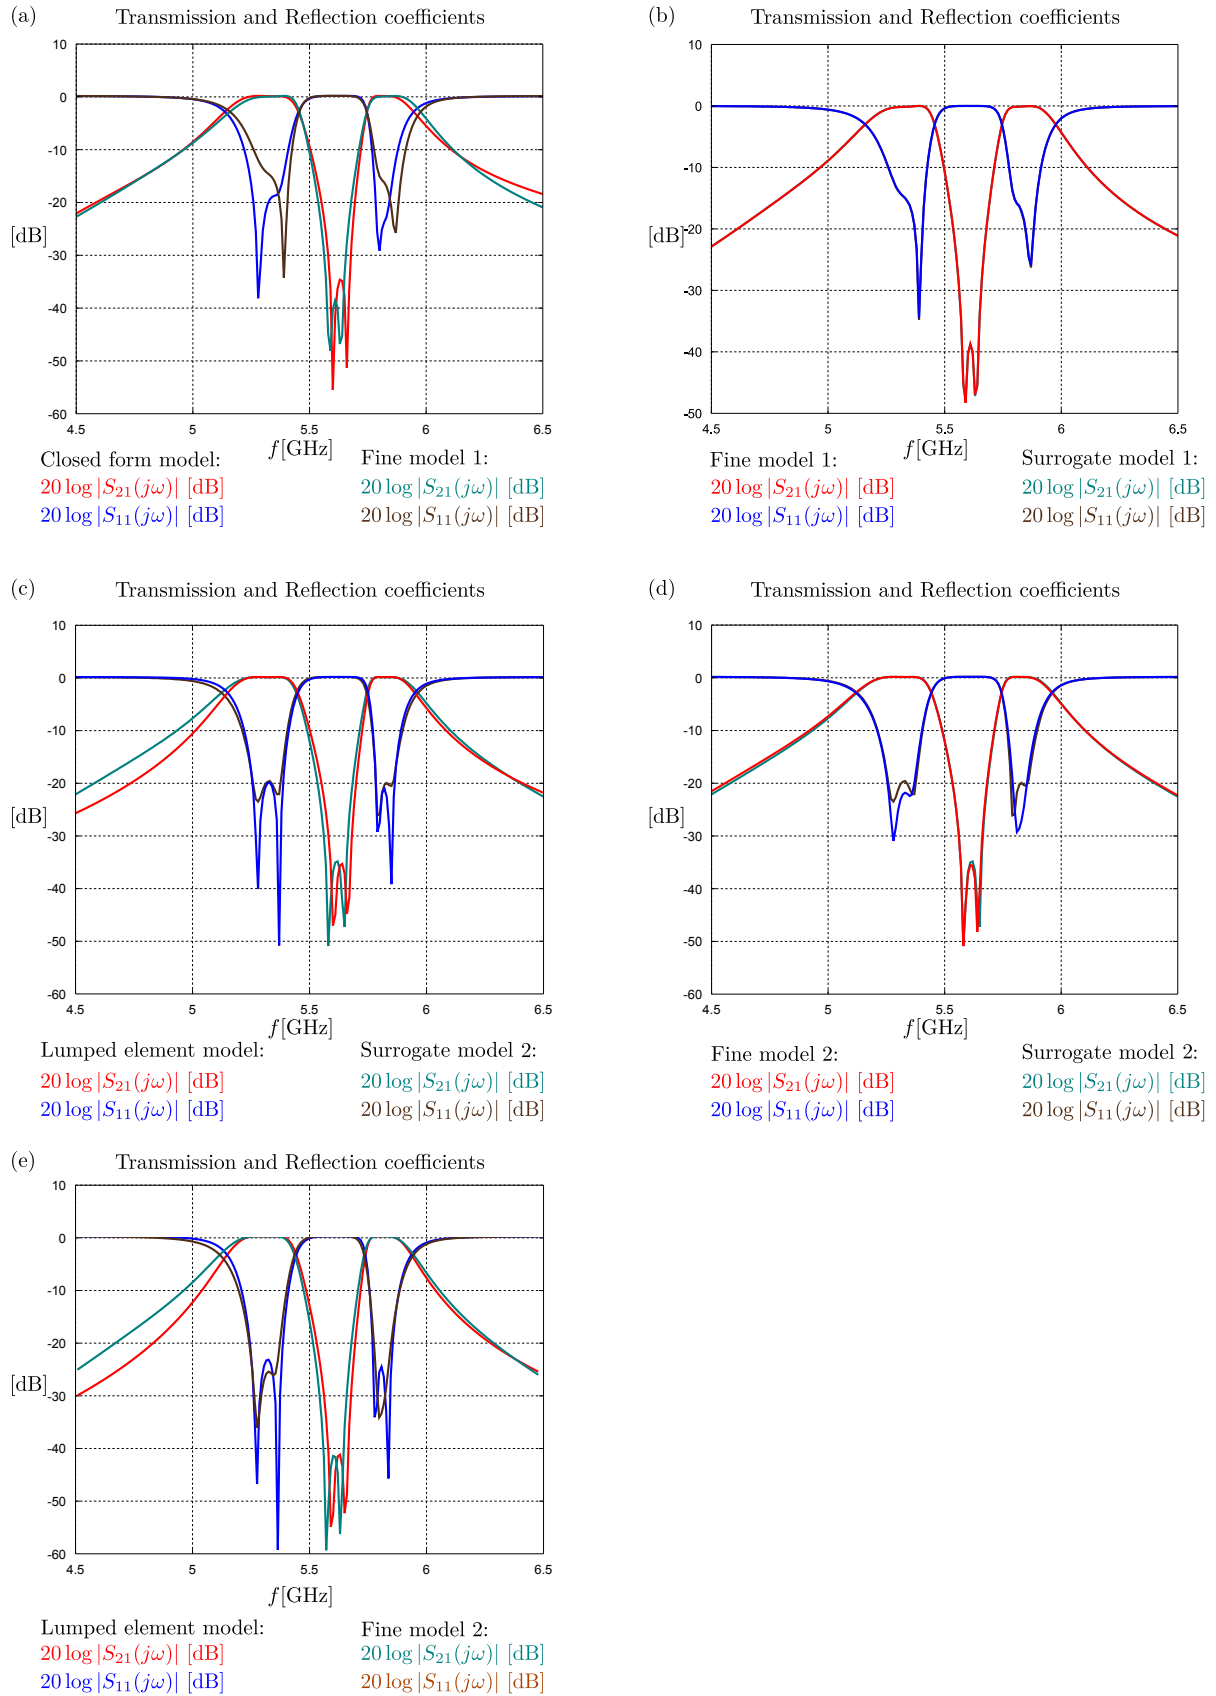 (a)
Transmission and Reflection coefficients
10
0
-10
-20
-30
-40
-50
-60
[dB]
4.5 5 5.5 6 6.5
f[GHz]
Closed form model:
20 log |S21(jω)| [dB]
20 log |S11(jω)| [dB]
Fine model 1:
20 log |S21(jω)| [dB]
20 log |S11(jω)| [dB]
(b)
Transmission and Reflection coefficients
10
0
-10
-20
-30
-40
-50
[dB]
4.5 5 5.5 6 6.5
f[GHz]
Fine model 1:
20 log |S21(jω)| [dB]
20 log |S11(jω)| [dB]
Surrogate model 1:
20 log |S21(jω)| [dB]
20 log |S11(jω)| [dB]
(c)
Transmission and Reflection coefficients
10
0
-10
-20
-30
-40
-50
-60
[dB]
4.5 5 5.5 6 6.5
f[GHz]
Lumped element model:
20 log |S21(jω)| [dB]
20 log |S11(jω)| [dB]
Surrogate model 2:
20 log |S21(jω)| [dB]
20 log |S11(jω)| [dB]
(d)
Transmission and Reflection coefficients
10
0
-10
-20
-30
-40
-50
-60
[dB]
4.5 5 5.5 6 6.5
f[GHz]
Fine model 2:
20 log |S21(jω)| [dB]
20 log |S11(jω)| [dB]
Surrogate model 2:
20 log |S21(jω)| [dB]
20 log |S11(jω)| [dB]
(e)
Transmission and Reflection coefficients
10
0
-10
-20
-30
-40
-50
-60
[dB]
4.5 5 5.5 6 6.5
f[GHz]
Lumped element model:
20 log |S21(jω)| [dB]
20 log |S11(jω)| [dB]
Fine model 2:
20 log |S21(jω)| [dB]
20 log |S11(jω)| [dB]